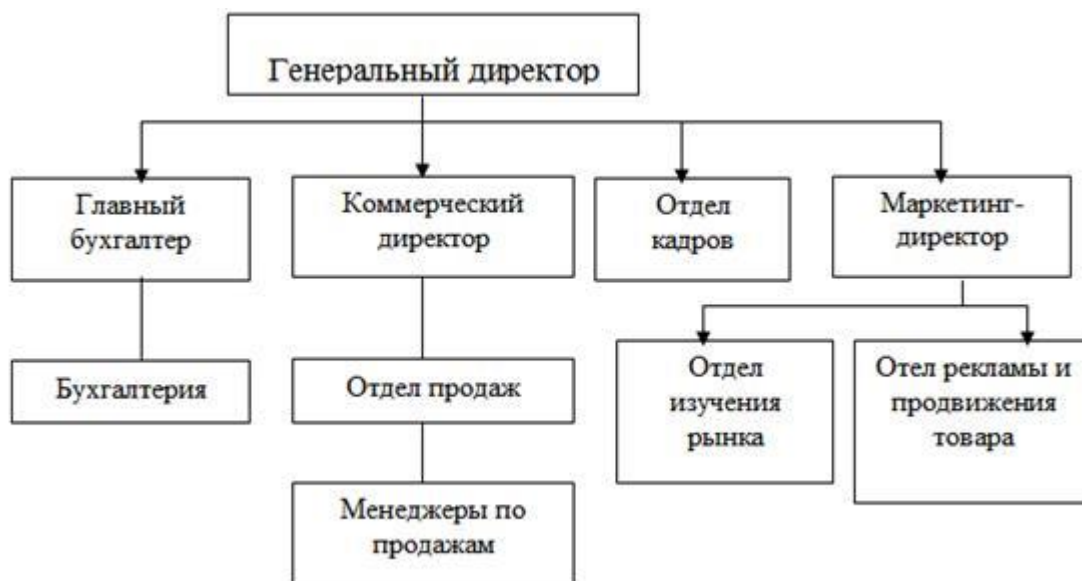 Генеральный директор
Главный
бухгалтер
Коммерческий
директор
Отдел
кадров
Маркетинг-
директор
Бухгалтерия
Отдел продаж
Отдел
изучения
рынка
Отел рекламы и
продвижения
товара
Менеджеры по
продажам